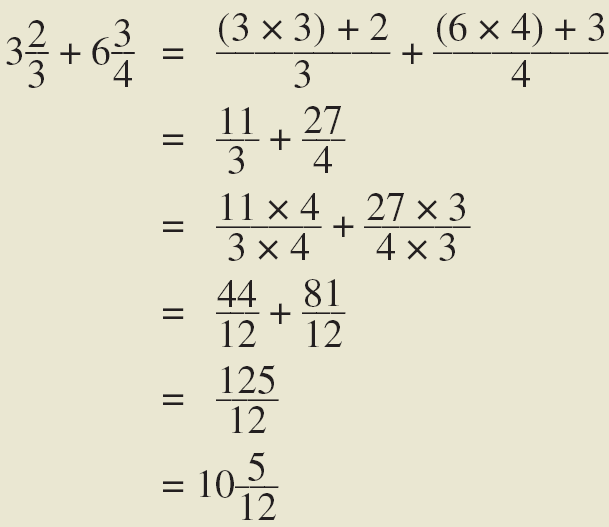 3 2/3 + 6 3/4 = ((3 × 3) + 2)/3 + ((6 × 4) + 3)/4
= 11/3 + 27/4
= (11 × 4)/(3 × 4) + (27 × 3)/(4 × 3)
= 44/12 + 81/12
= 125/12
= 10 5/12